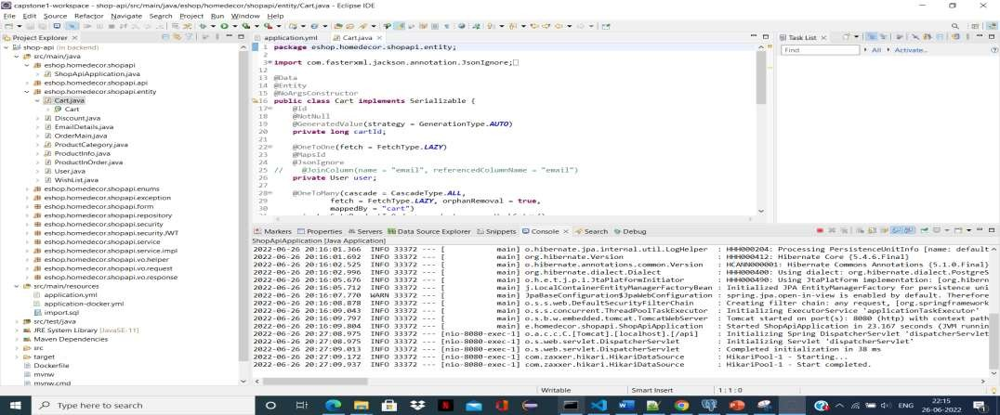 capstone1-workspace - shop-api/src/main/java/eshop/homedecor/shopapi/entity/Cart.java - Eclipse IDE
File Edit Source Refactor Navigate Search Project Run Window Help
Project Explorer
shop-api (in backend)
src/main/java
eshop.homedecor.shopapi
ShopApiApplication.java
eshop.homedecor.shopapi.api
eshop.homedecor.shopapi.entity
Cart.java
Cart
Discount.java
EmailDetails.java
OrderMain.java
ProductCategory.java
ProductInfo.java
ProductInOrder.java
User.java
WishList.java
eshop.homedecor.shopapi.enums
eshop.homedecor.shopapi.exception
eshop.homedecor.shopapi.form
eshop.homedecor.shopapi.repository
eshop.homedecor.shopapi.security
eshop.homedecor.shopapi.security.JWT
eshop.homedecor.shopapi.service
eshop.homedecor.shopapi.service.impl
eshop.homedecor.shopapi.vo.helper
eshop.homedecor.shopapi.vo.request
eshop.homedecor.shopapi.vo.response
src/main/resources
application.yml
application-docker.yml
import.sql
src/test/java
JRE System Library [JavaSE-11]
Maven Dependencies
src
target
Dockerfile
mvnw
mvnw.cmd
application.yml Cart.java
1 package eshop.homedecor.shopapi.entity;
2
3 import com.fasterxml.jackson.annotation.JsonIgnore;
12
13 @Data
14 @Entity
15 @NoArgsConstructor
16 public class Cart implements Serializable {
17 @Id
18 @NotNull
19 @GeneratedValue(strategy = GenerationType.AUTO)
20 private long cartId;
21
22 @OneToOne(fetch = FetchType.LAZY)
23 @MapsId
24 @JsonIgnore
25 // @JoinColumn(name = "email", referencedColumnName = "email")
26 private User user;
27
28 @OneToMany(cascade = CascadeType.ALL,
29 fetch = FetchType.LAZY, orphanRemoval = true,
30 mappedBy = "cart")
Task List
Find All Activate...
Markers Properties Servers Data Source Explorer Snippets Console Search Debug
ShopApiApplication [Java Application]
2022-06-26 20:16:01.366 INFO 33372 --- [ main] o.hibernate.jpa.internal.util.LogHelper : HHH000204: Processing PersistenceUnitInfo [name: default
2022-06-26 20:16:01.692 INFO 33372 --- [ main] org.hibernate.Version : HHH000412: Hibernate Core {5.4.6.Final}
2022-06-26 20:16:02.525 INFO 33372 --- [ main] o.hibernate.annotations.common.Version : HCANN000001: Hibernate Commons Annotations {5.1.0.Final}
2022-06-26 20:16:02.996 INFO 33372 --- [ main] org.hibernate.dialect.Dialect : HHH000400: Using dialect: org.hibernate.dialect.PostgreS
2022-06-26 20:16:05.676 INFO 33372 --- [ main] o.h.e.t.j.p.i.JtaPlatformInitiator : HHH000490: Using JtaPlatform implementation: [org.hibern
2022-06-26 20:16:05.712 INFO 33372 --- [ main] j.LocalContainerEntityManagerFactoryBean : Initialized JPA EntityManagerFactory for persistence uni
2022-06-26 20:16:07.770 WARN 33372 --- [ main] JpaBaseConfiguration$JpaWebConfiguration : spring.jpa.open-in-view is enabled by default. Therefore
2022-06-26 20:16:08.878 INFO 33372 --- [ main] o.s.s.web.DefaultSecurityFilterChain : Creating filter chain: any request, [org.springframework
2022-06-26 20:16:09.043 INFO 33372 --- [ main] o.s.s.concurrent.ThreadPoolTaskExecutor : Initializing ExecutorService 'applicationTaskExecutor'
2022-06-26 20:16:09.797 INFO 33372 --- [ main] o.s.b.w.embedded.tomcat.TomcatWebServer : Tomcat started on port(s): 8080 (http) with context path
2022-06-26 20:16:09.804 INFO 33372 --- [ main] e.homedecor.shopapi.ShopApiApplication : Started ShopApiApplication in 23.167 seconds (JVM runnin
2022-06-26 20:27:08.975 INFO 33372 --- [nio-8080-exec-1] o.a.c.c.C.[Tomcat].[localhost].[/api] : Initializing Spring DispatcherServlet 'dispatcherServlet
2022-06-26 20:27:08.975 INFO 33372 --- [nio-8080-exec-1] o.s.web.servlet.DispatcherServlet : Initializing Servlet 'dispatcherServlet'
2022-06-26 20:27:09.013 INFO 33372 --- [nio-8080-exec-1] o.s.web.servlet.DispatcherServlet : Completed initialization in 38 ms
2022-06-26 20:27:09.172 INFO 33372 --- [nio-8080-exec-1] com.zaxxer.hikari.HikariDataSource : HikariPool-1 - Starting...
2022-06-26 20:27:09.937 INFO 33372 --- [nio-8080-exec-1] com.zaxxer.hikari.HikariDataSource : HikariPool-1 - Start completed.
Writable Smart Insert 1 : 1 : 0
Type here to search
ENG 22:15
26-06-2022